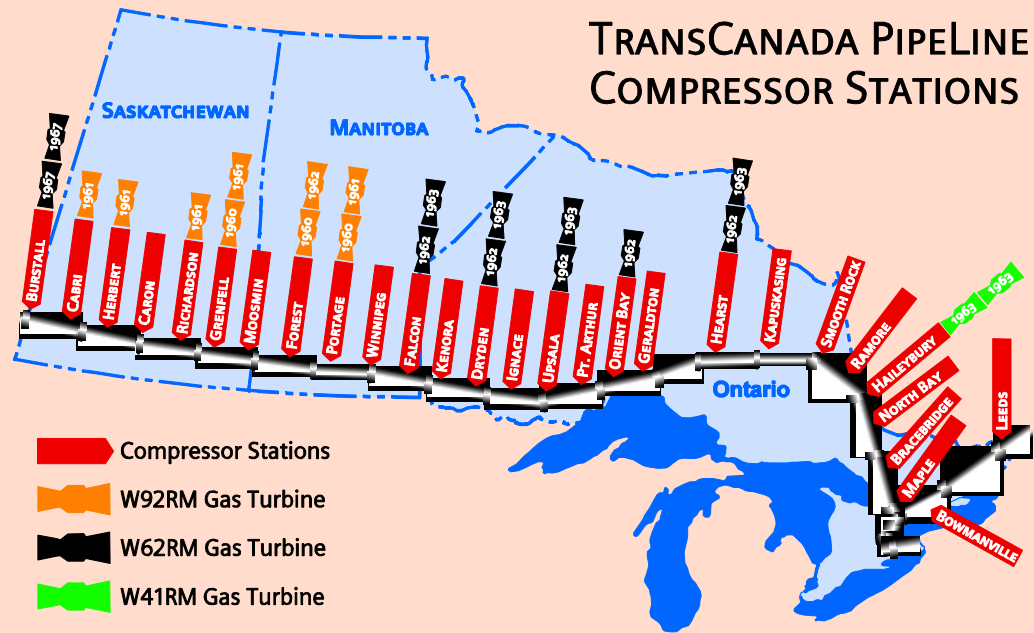 TransCanada PipeLine
Compressor Stations
Saskatchewan
Manitoba
Ontario
1967
1967
Burstall
1961
Cabri
1961
Herbert
Caron
1961
Richardson
1961
1960
Grenfell
Moosmin
1962
1960
Forest
1961
1960
Portage
Winnipeg
1963
1962
Falcon
Kenora
1963
1962
Dryden
Ignace
1963
1962
Upsala
Pt. Arthur
1962
Orient Bay
Geraldton
1963
1962
Hearst
Kapuskasing
Smooth Rock
Ramore
1963
1963
Haileybury
North Bay
Bracebridge
Maple
Bowmanville
Leeds
Compressor Stations
W92RM Gas Turbine
W62RM Gas Turbine
W41RM Gas Turbine